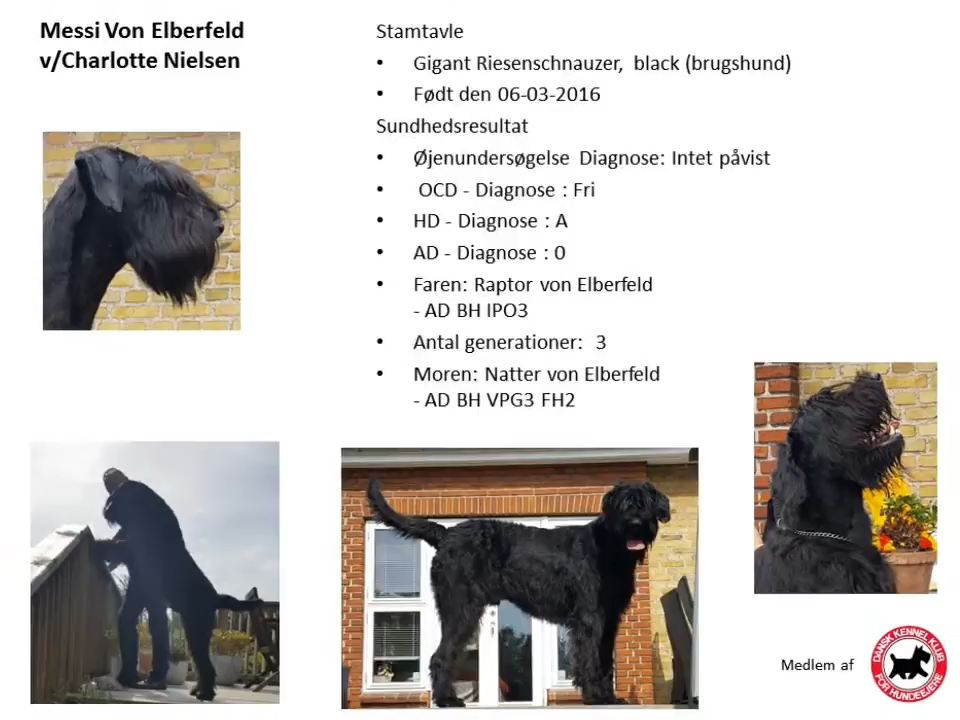 Messi Von Elberfeld
v/Charlotte Nielsen
Stamtavle
• Gigant Riesenschnauzer, black (brugshund)
• Født den 06-03-2016
Sundhedsresultat
• Øjenundersøgelse Diagnose: Intet påvist
• OCD - Diagnose : Fri
• HD - Diagnose : A
• AD - Diagnose : 0
• Faren: Raptor von Elberfeld
- AD BH IPO3
• Antal generationer: 3
• Moren: Natter von Elberfeld
- AD BH VPG3 FH2
Medlem af
DANSK KENNEL KLUB
FOR HUNDEEJERE